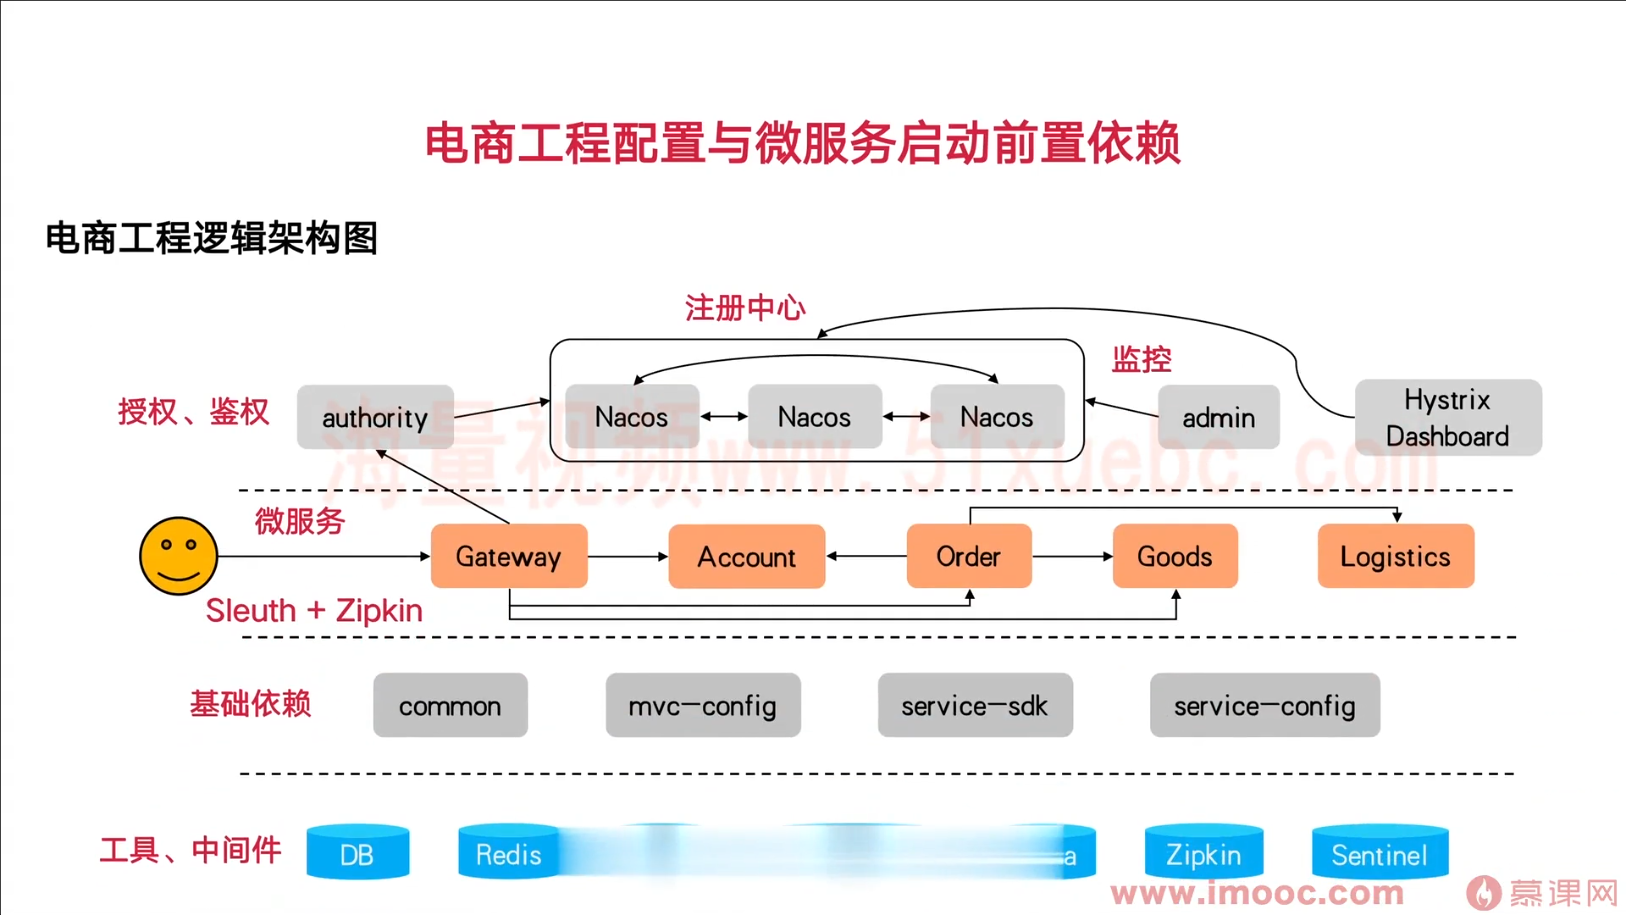 电商工程配置与微服务启动前置依赖
电商工程逻辑架构图
注册中心
监控
授权、鉴权
authority
Nacos
Nacos
Nacos
admin
Hystrix
Dashboard
海量视频www.51xuebc.com
微服务
Gateway
Account
Order
Goods
Logistics
Sleuth + Zipkin
基础依赖
common
mvc-config
service-sdk
service-config
工具、中间件
DB
Redis
Zipkin
Sentinel
www.imooc.com
慕课网